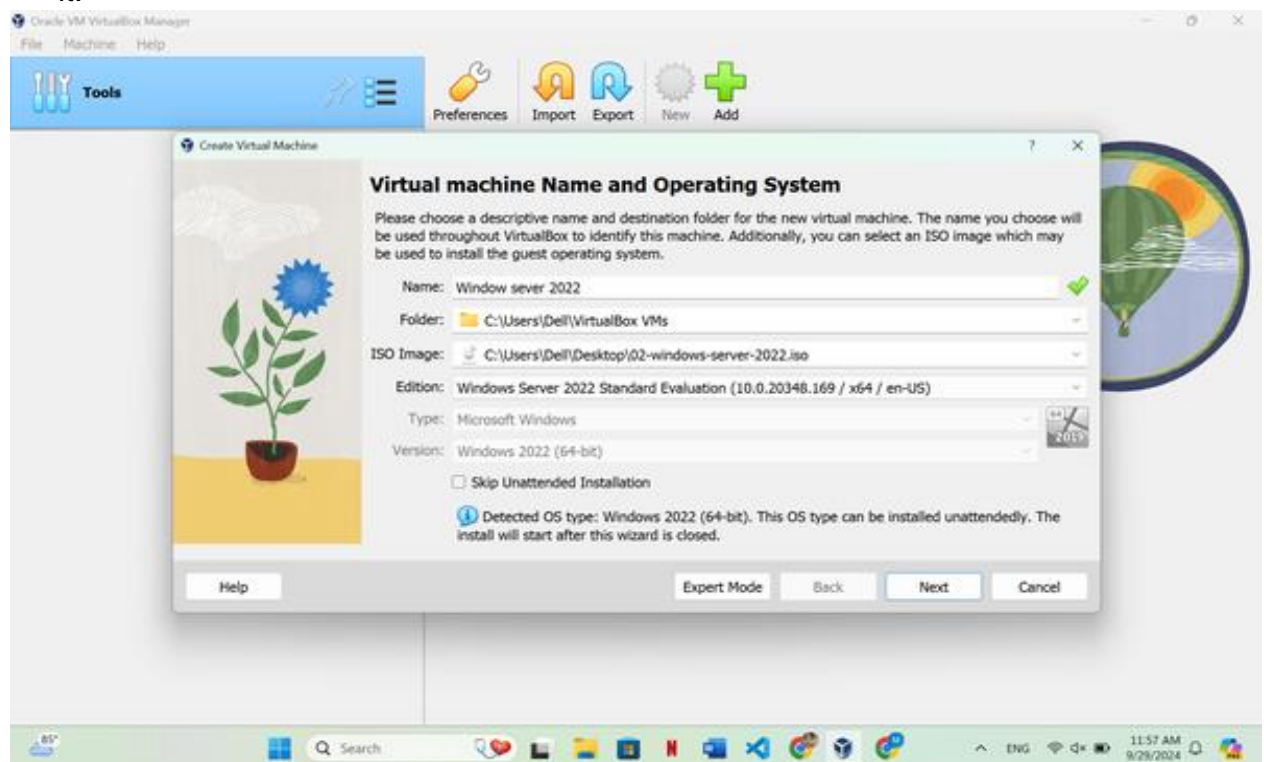 Oracle VM VirtualBox Manager
File Machine Help
Tools
Preferences Import Export New Add
Create Virtual Machine ? X
Virtual machine Name and Operating System
Please choose a descriptive name and destination folder for the new virtual machine. The name you choose will
be used throughout VirtualBox to identify this machine. Additionally, you can select an ISO image which may
be used to install the guest operating system.
Name: Window sever 2022
Folder: C:\Users\Dell\VirtualBox VMs
ISO Image: C:\Users\Dell\Desktop\02-windows-server-2022.iso
Edition: Windows Server 2022 Standard Evaluation (10.0.20348.169 / x64 / en-US)
Type: Microsoft Windows
64
2019
Version: Windows 2022 (64-bit)
Skip Unattended Installation
Detected OS type: Windows 2022 (64-bit). This OS type can be installed unattendedly. The
install will start after this wizard is closed.
Help Expert Mode Back Next Cancel
85°
Search
N
ENG
11:57 AM
9/29/2024